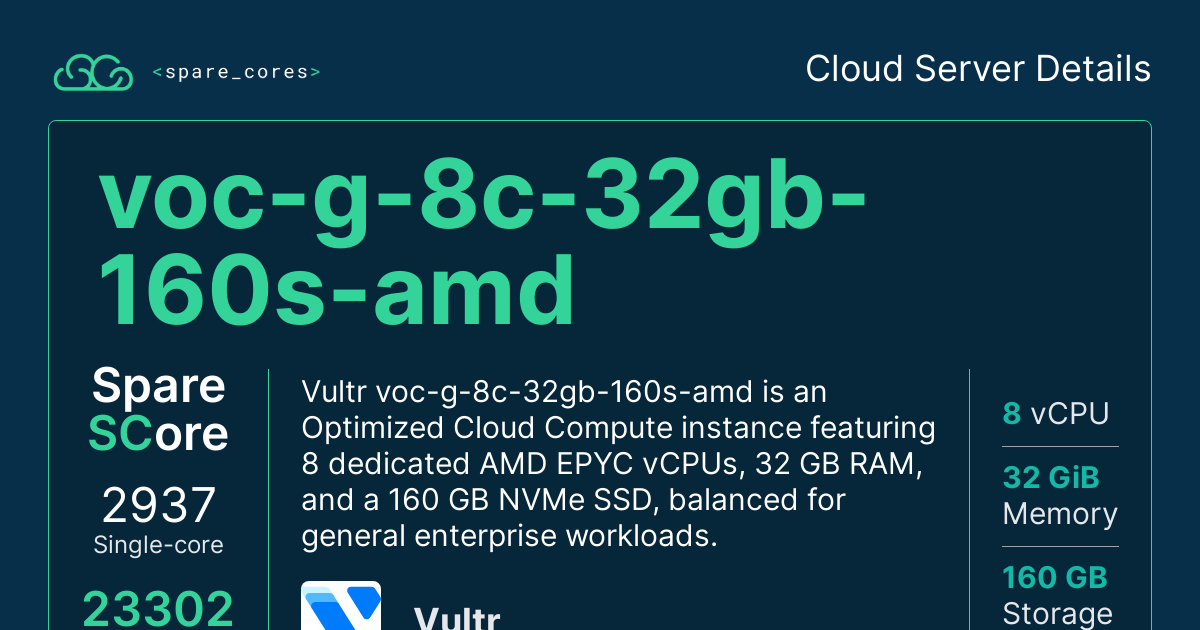 <spare_cores>
Cloud Server Details
voc-g-8c-32gb-
160s-amd
Spare
SCore
2937
Single-core
23302
Vultr voc-g-8c-32gb-160s-amd is an
Optimized Cloud Compute instance featuring
8 dedicated AMD EPYC vCPUs, 32 GB RAM,
and a 160 GB NVMe SSD, balanced for
general enterprise workloads.
Vultr
8 vCPU
32 GiB
Memory
160 GB
Storage